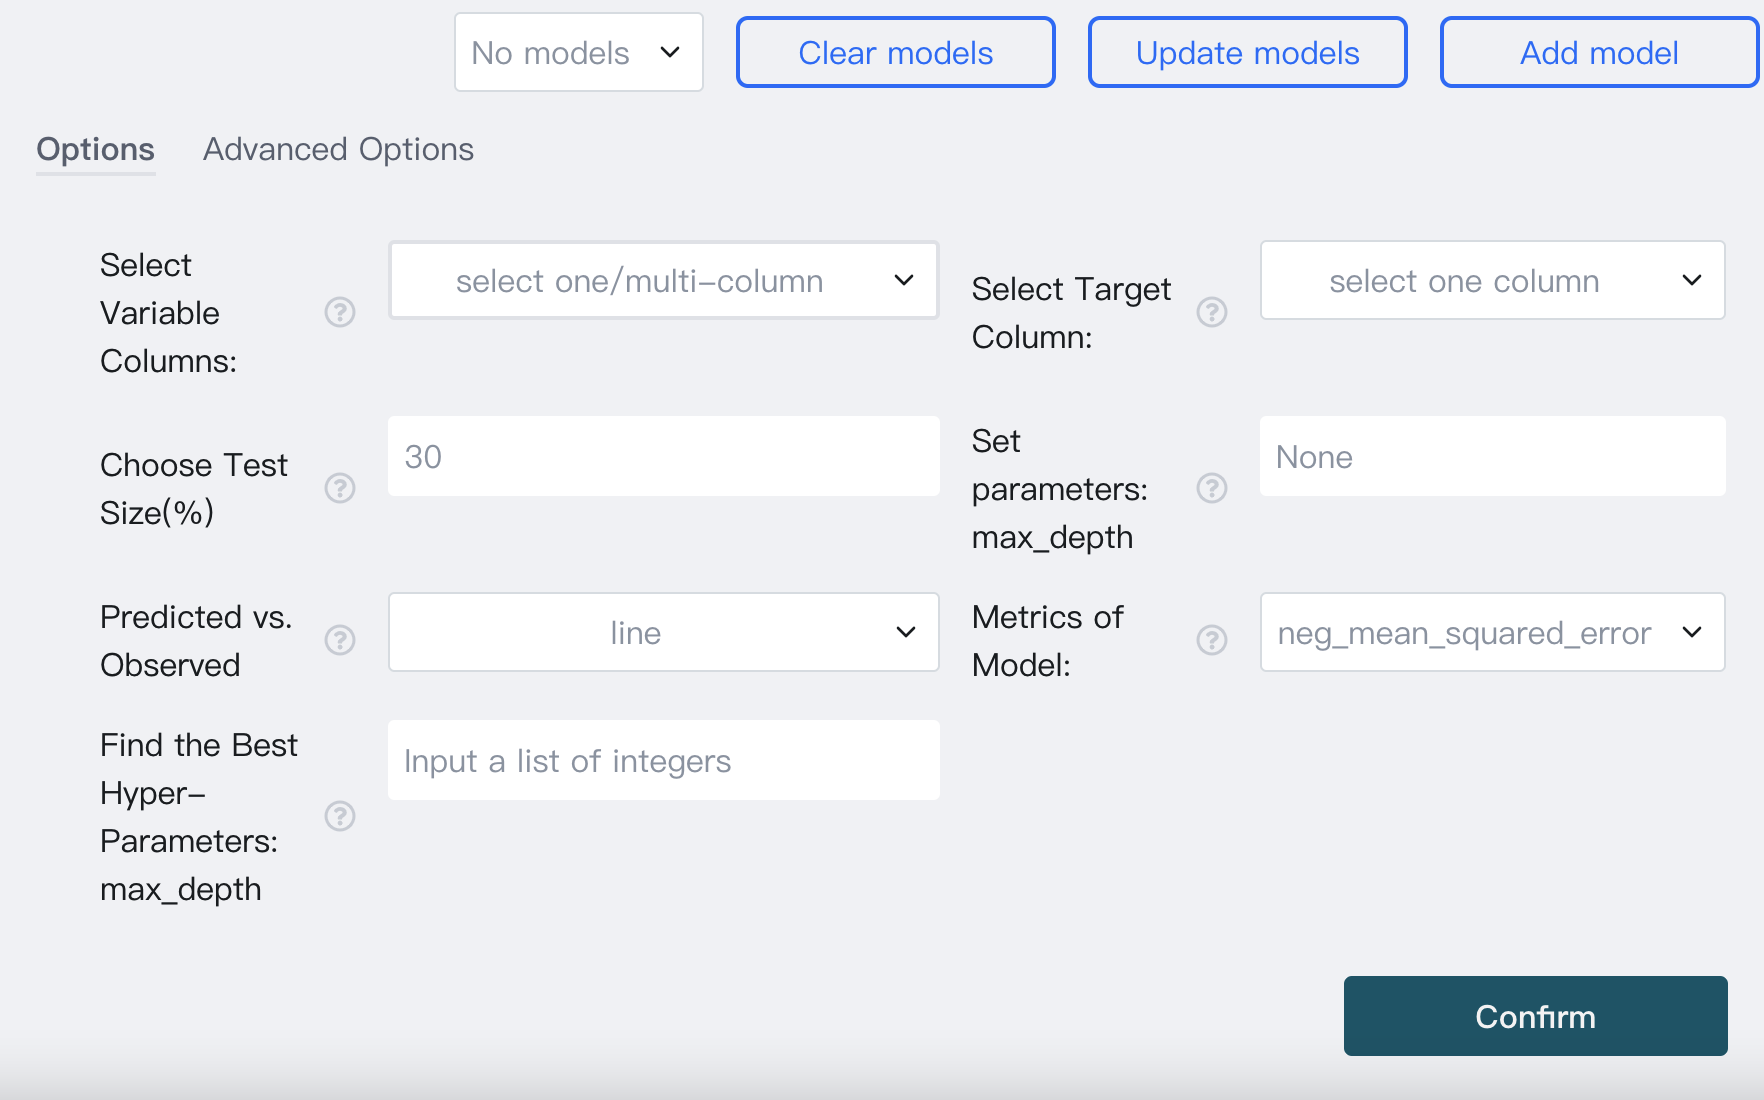 No models
Clear models
Update models
Add model
Options
Advanced Options
Select
Variable
Columns:
?
select one/multi-column
Select Target
Column:
?
select one column
Choose Test
Size(%)
?
30
Set
parameters:
max_depth
?
None
Predicted vs.
Observed
?
line
Metrics of
Model:
?
neg_mean_squared_error
Find the Best
Hyper-
Parameters:
max_depth
?
Input a list of integers
Confirm